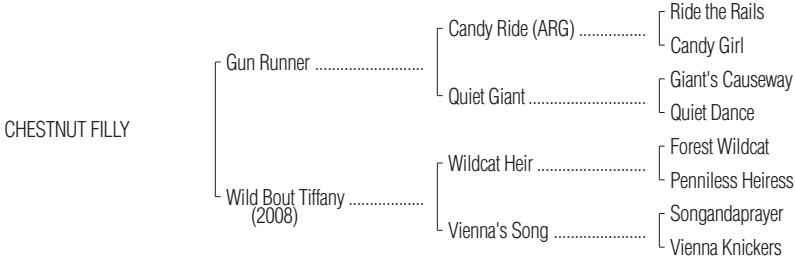 Ride the Rails
Candy Ride (ARG) ................
Candy Girl
Gun Runner ..........................
Giant's Causeway
Quiet Giant ............................
Quiet Dance
CHESTNUT FILLY
Forest Wildcat
Wildcat Heir ..........................
Penniless Heiress
Wild Bout Tiffany ..................
(2008)
Songandaprayer
Vienna's Song ......................
Vienna Knickers